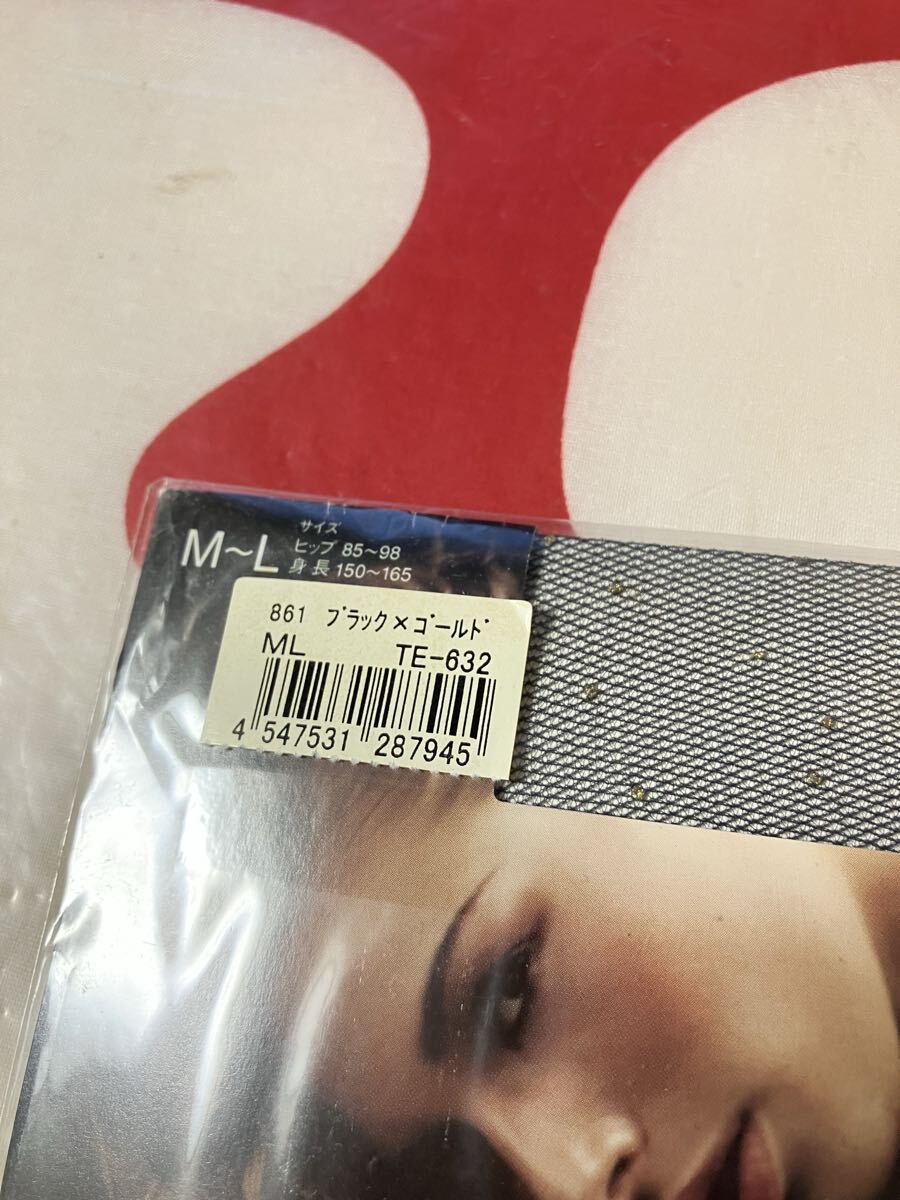 サイズ
M～L ヒップ 85～98
身長 150～165
861 ﾌﾞﾗｯｸ×ｺﾞｰﾙﾄﾞ
ML TE-632
4 547531 287945